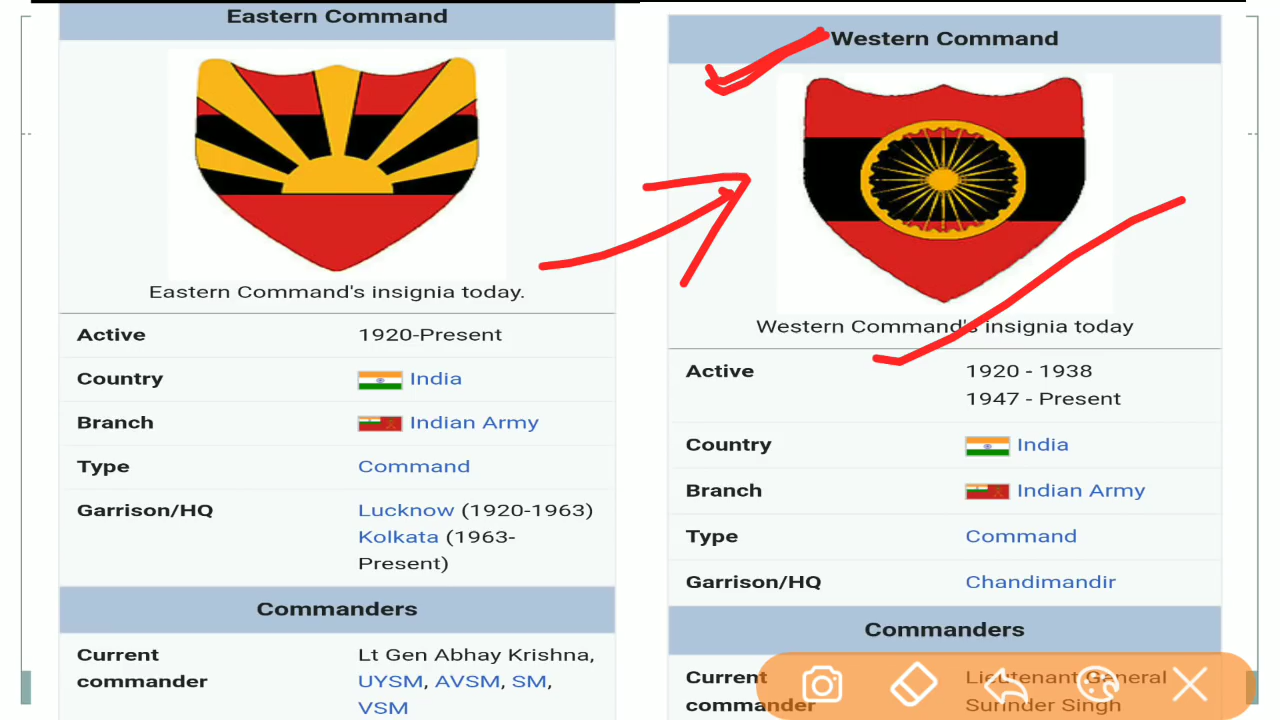 Eastern Command
Eastern Command's insignia today.
Active 1920-Present
Country India
Branch Indian Army
Type Command
Garrison/HQ Lucknow (1920-1963)
Kolkata (1963-
Present)
Commanders
Current Lt Gen Abhay Krishna,
commander UYSM, AVSM, SM,
VSM
Western Command
Western Command's insignia today
Active 1920 - 1938
1947 - Present
Country India
Branch Indian Army
Type Command
Garrison/HQ Chandimandir
Commanders
Current Lieutenant General
commander Surinder Singh